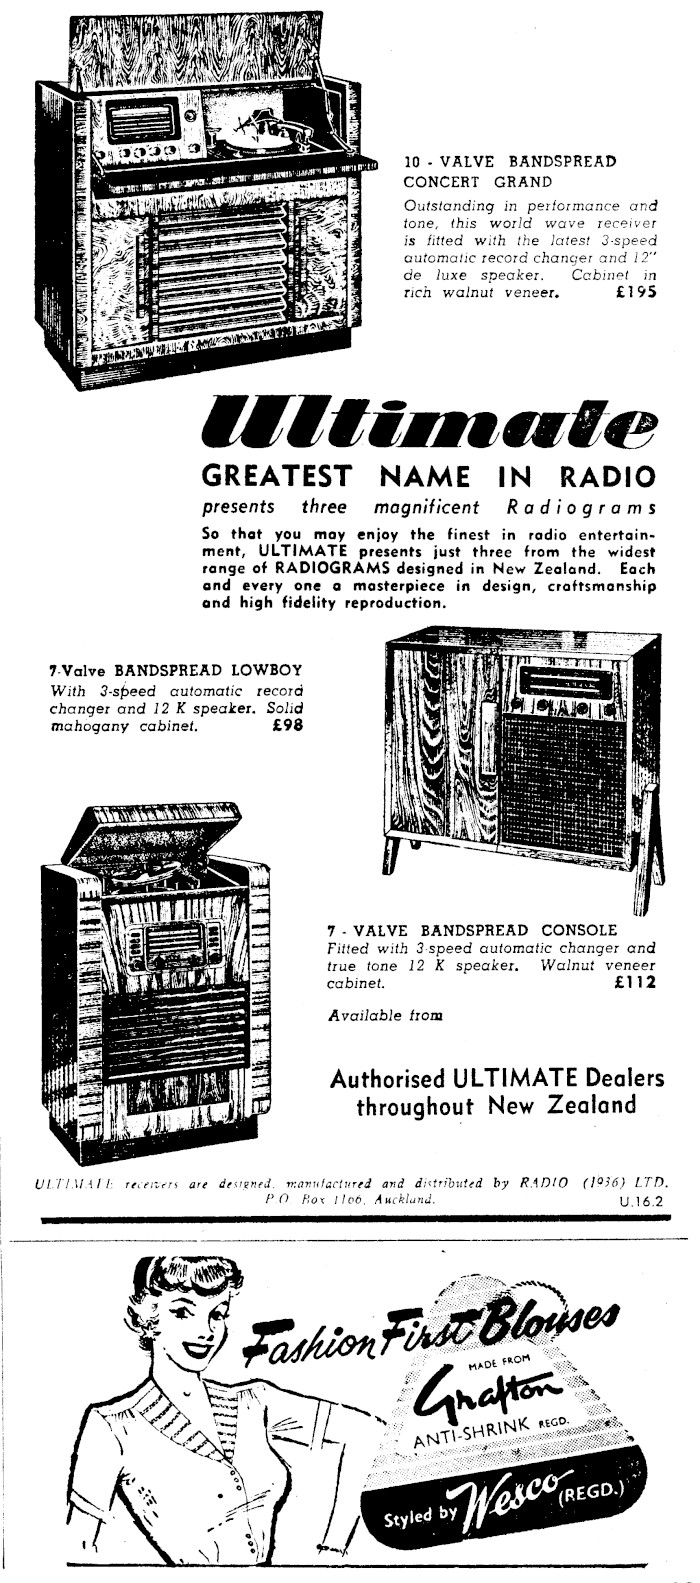 10 - VALVE BANDSPREAD
CONCERT GRAND
Outstanding in performance and
tone, this world wave receiver
is fitted with the latest 3-speed
automatic record changer and 12"
de luxe speaker. Cabinet in
rich walnut veneer. £195
Ultimate
GREATEST NAME IN RADIO
presents three magnificent Radiograms
So that you may enjoy the finest in radio entertain-
ment, ULTIMATE presents just three from the widest
range of RADIOGRAMS designed in New Zealand. Each
and every one a masterpiece in design, craftsmanship
and high fidelity reproduction.
7-Valve BANDSPREAD LOWBOY
With 3-speed automatic record
changer and 12 K speaker. Solid
mahogany cabinet. £98
7 - VALVE BANDSPREAD CONSOLE
Fitted with 3-speed automatic changer and
true tone 12 K speaker. Walnut veneer
cabinet. £112
Available from
Authorised ULTIMATE Dealers
throughout New Zealand
ULTIMATE receivers are designed, manufactured and distributed by RADIO (1936) LTD.
P.O. Box 1166, Auckland. U.16.2
Fashion First Blouses
MADE FROM
Grafton
ANTI-SHRINK REGD.
Styled by Wesco (REGD.)